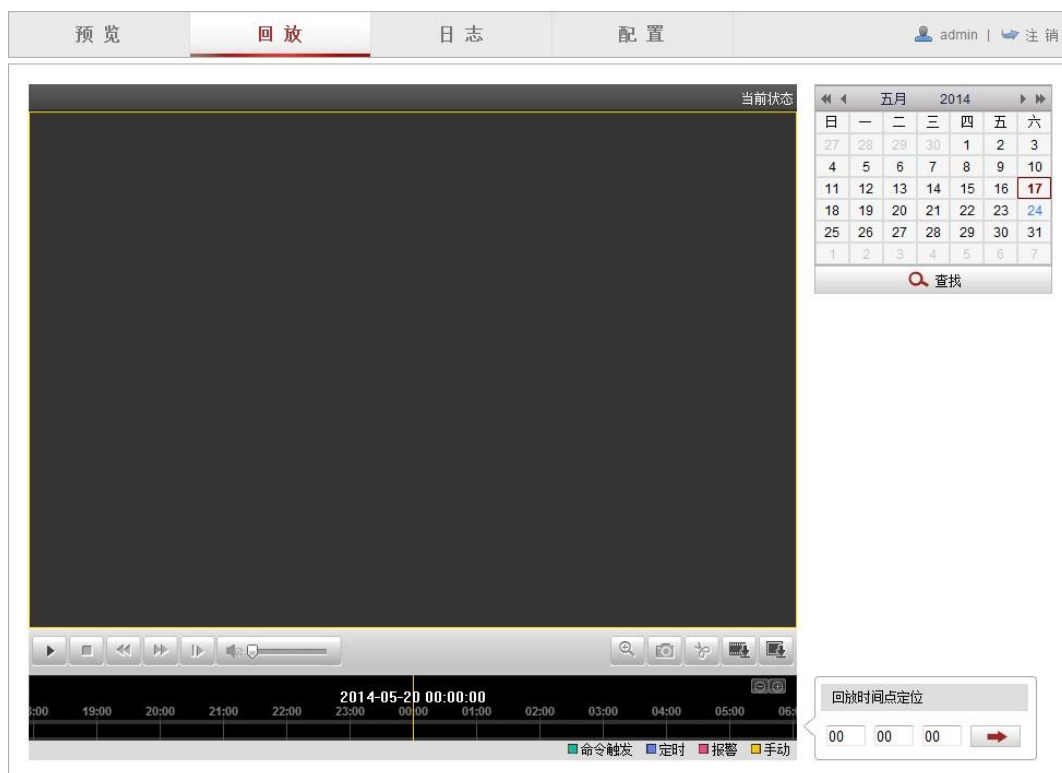 预览 回放 日志 配置 admin | 注销
当前状态
五月 2014
日 一 二 三 四 五 六
27 28 29 30 1 2 3
4 5 6 7 8 9 10
11 12 13 14 15 16 17
18 19 20 21 22 23 24
25 26 27 28 29 30 31
1 2 3 4 5 6 7
查找
2014-05-20 00:00:00
:00 19:00 20:00 21:00 22:00 23:00 00:00 01:00 02:00 03:00 04:00 05:00 06:
命令触发 定时 报警 手动
回放时间点定位
00 00 00